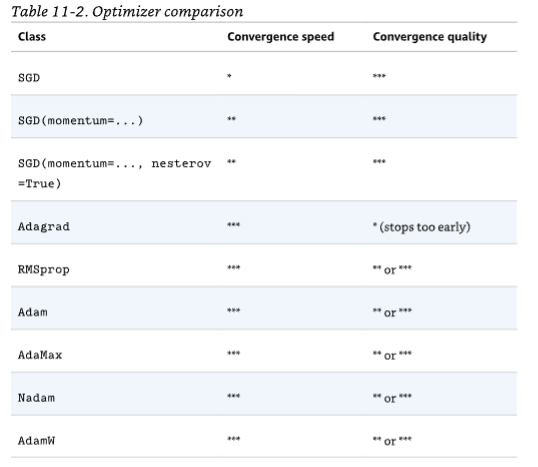 Table 11-2. Optimizer comparison
Class Convergence speed Convergence quality
SGD * ***
SGD(momentum=...) ** ***
SGD(momentum=..., nesterov ** ***
=True)
Adagrad *** * (stops too early)
RMSprop *** ** or ***
Adam *** ** or ***
AdaMax *** ** or ***
Nadam *** ** or ***
AdamW *** ** or ***